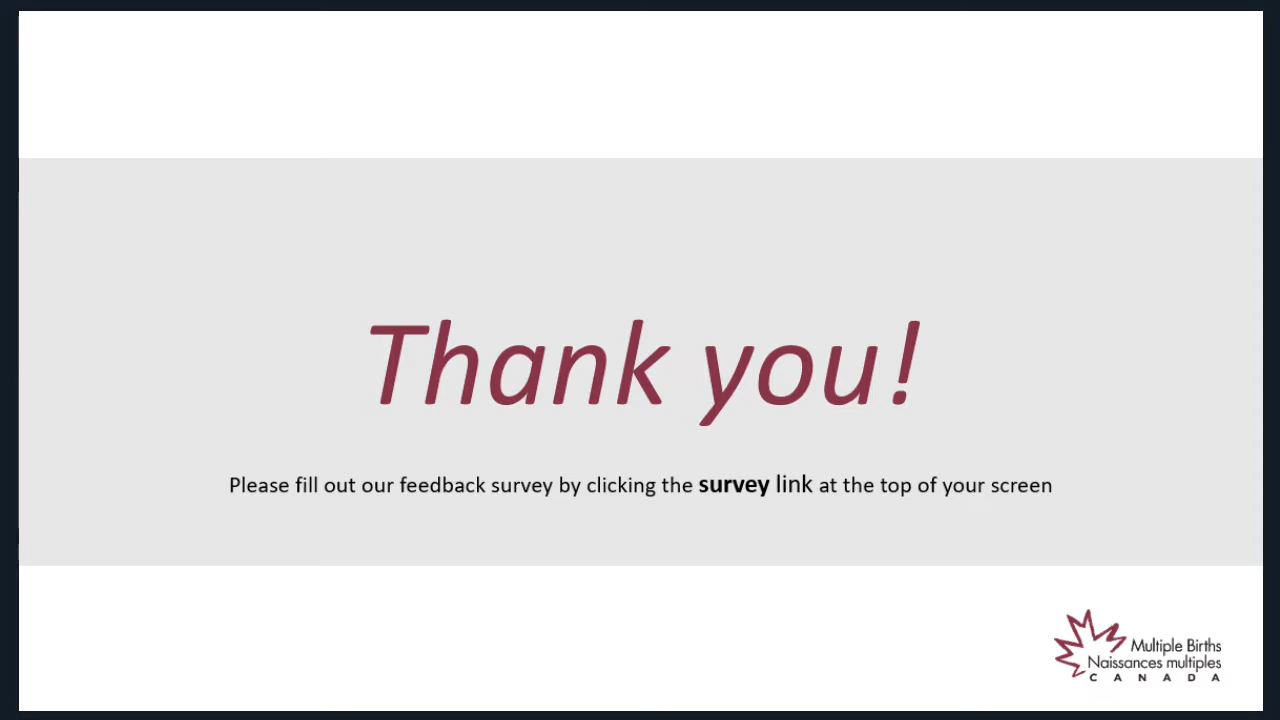 Thank you!
Please fill out our feedback survey by clicking the survey link at the top of your screen
Multiple Births
Naissances multiples
CANADA